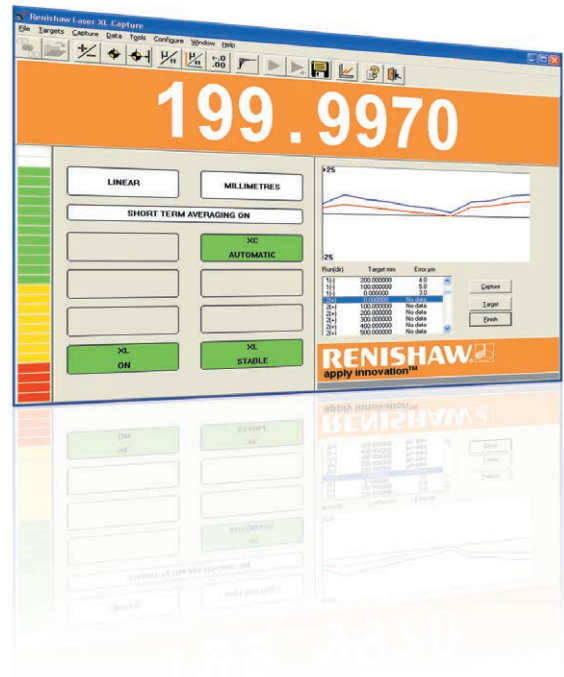 Renishaw Laser XL Capture
File Targets Capture Data Tools Configure Window Help
199.9970
LINEAR MILLIMETRES
SHORT TERM AVERAGING ON
XC
AUTOMATIC
XL
ON
XL
STABLE
+25
-25
Run(dir) Target mm Error µm
1(-) 200.000000 4.0
1(-) 100.000000 5.0
1(-) 0.000000 3.0
2(+) 0.000000 No data
2(+) 100.000000 No data
2(+) 200.000000 No data
2(+) 300.000000 No data
2(+) 400.000000 No data
2(+) 500.000000 No data
Capture
Target
Finish
RENISHAW
apply innovation™